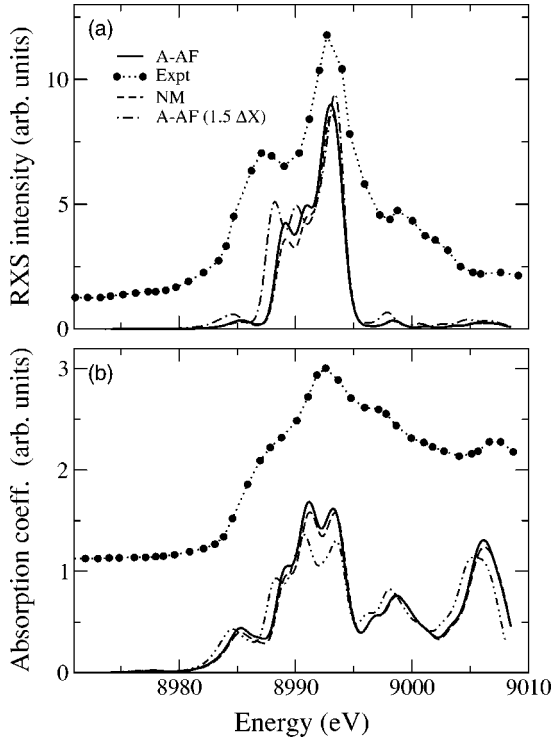 (a)
A-AF
Expt
NM
A-AF (1.5 ΔX)
RXS intensity (arb. units)
10
5
0
(b)
Absorption coeff. (arb. units)
3
2
1
0
8980 8990 9000 9010
Energy (eV)